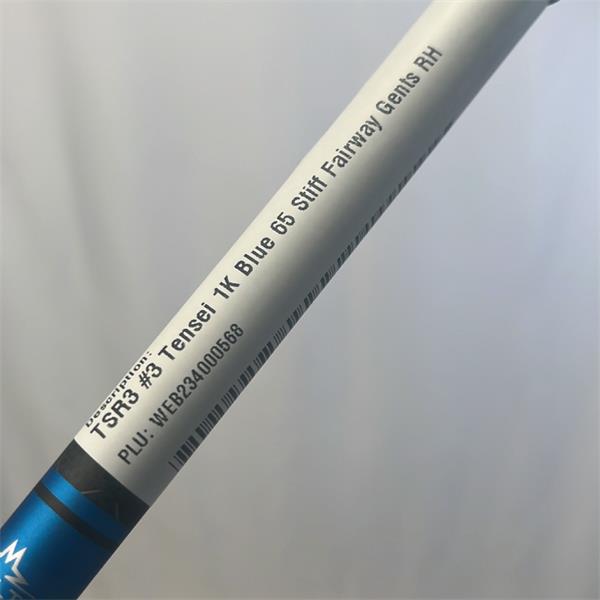 Description:
TSR3 #3 Tensei 1K Blue 65 Stiff Fairway Gents RH
PLU: WEB234000568